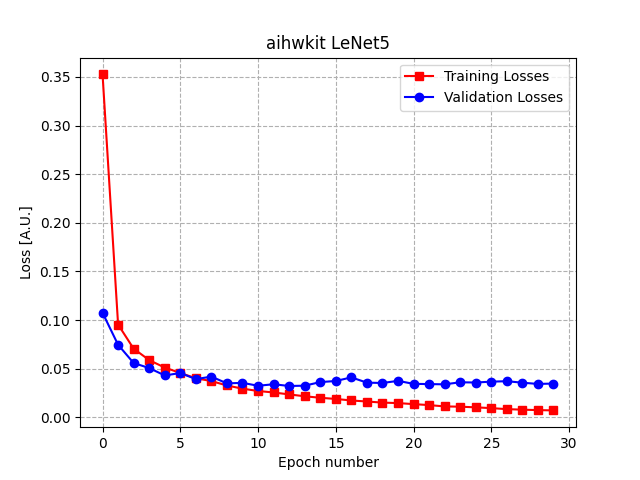 aihwkit LeNet5
Training Losses
Validation Losses
0.35
0.30
0.25
0.20
0.15
0.10
0.05
0.00
Loss [A.U.]
0 5 10 15 20 25 30
Epoch number